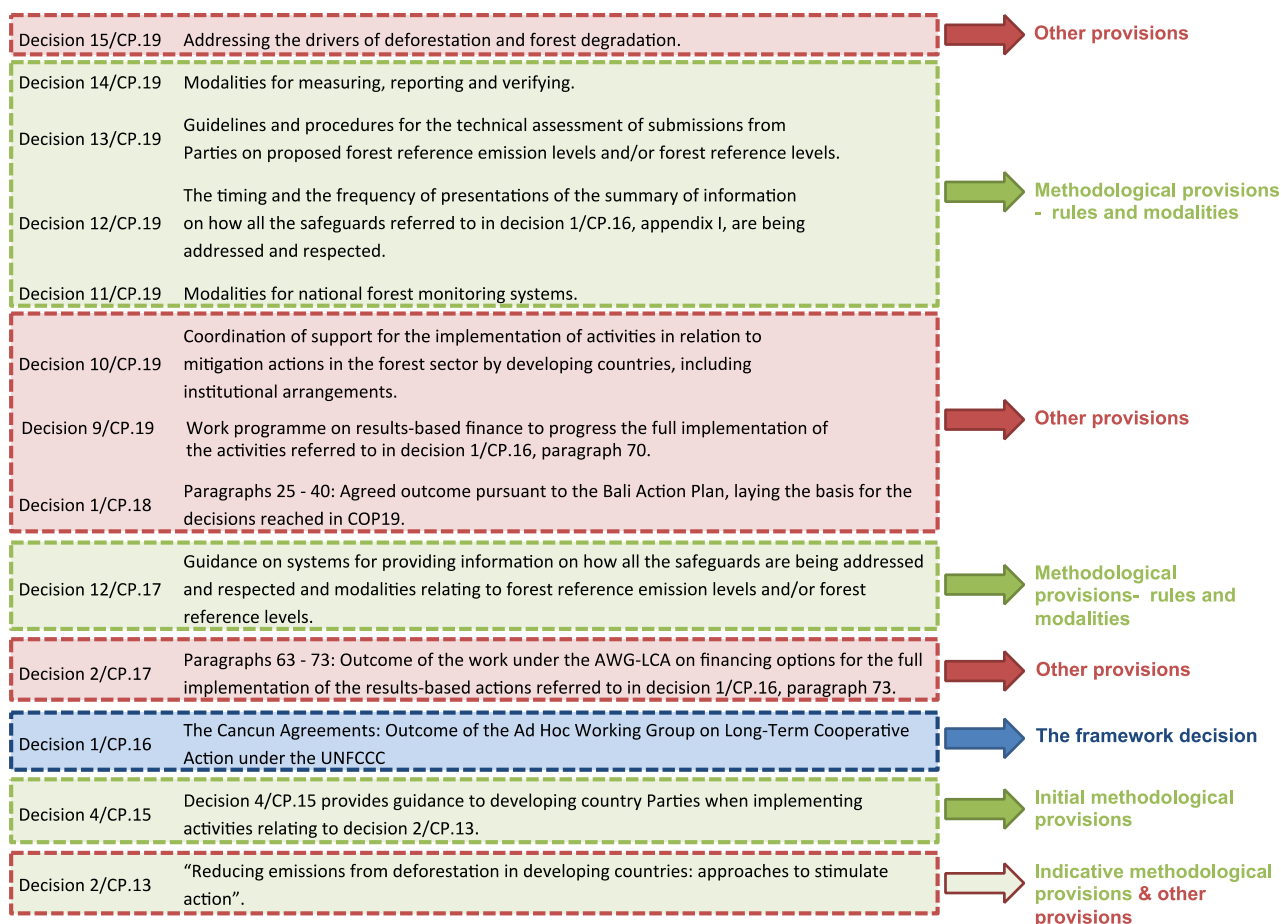 Decision 15/CP.19 Addressing the drivers of deforestation and forest degradation.
Other provisions
Decision 14/CP.19 Modalities for measuring, reporting and verifying.
Decision 13/CP.19
Guidelines and procedures for the technical assessment of submissions from
Parties on proposed forest reference emission levels and/or forest reference levels.
Decision 12/CP.19
The timing and the frequency of presentations of the summary of information
on how all the safeguards referred to in decision 1/CP.16, appendix I, are being
addressed and respected.
Decision 11/CP.19 Modalities for national forest monitoring systems.
Methodological provisions
- rules and modalities
Decision 10/CP.19
Coordination of support for the implementation of activities in relation to
mitigation actions in the forest sector by developing countries, including
institutional arrangements.
Decision 9/CP.19
Work programme on results-based finance to progress the full implementation of
the activities referred to in decision 1/CP.16, paragraph 70.
Decision 1/CP.18
Paragraphs 25 - 40: Agreed outcome pursuant to the Bali Action Plan, laying the basis for the
decisions reached in COP19.
Other provisions
Decision 12/CP.17
Guidance on systems for providing information on how all the safeguards are being addressed
and respected and modalities relating to forest reference emission levels and/or forest
reference levels.
Methodological
provisions- rules and
modalities
Decision 2/CP.17
Paragraphs 63 - 73: Outcome of the work under the AWG-LCA on financing options for the full
implementation of the results-based actions referred to in decision 1/CP.16, paragraph 73.
Other provisions
Decision 1/CP.16
The Cancun Agreements: Outcome of the Ad Hoc Working Group on Long-Term Cooperative
Action under the UNFCCC
The framework decision
Decision 4/CP.15
Decision 4/CP.15 provides guidance to developing country Parties when implementing
activities relating to decision 2/CP.13.
Initial methodological
provisions
Decision 2/CP.13
“Reducing emissions from deforestation in developing countries: approaches to stimulate
action”.
Indicative methodological
provisions & other
provisions